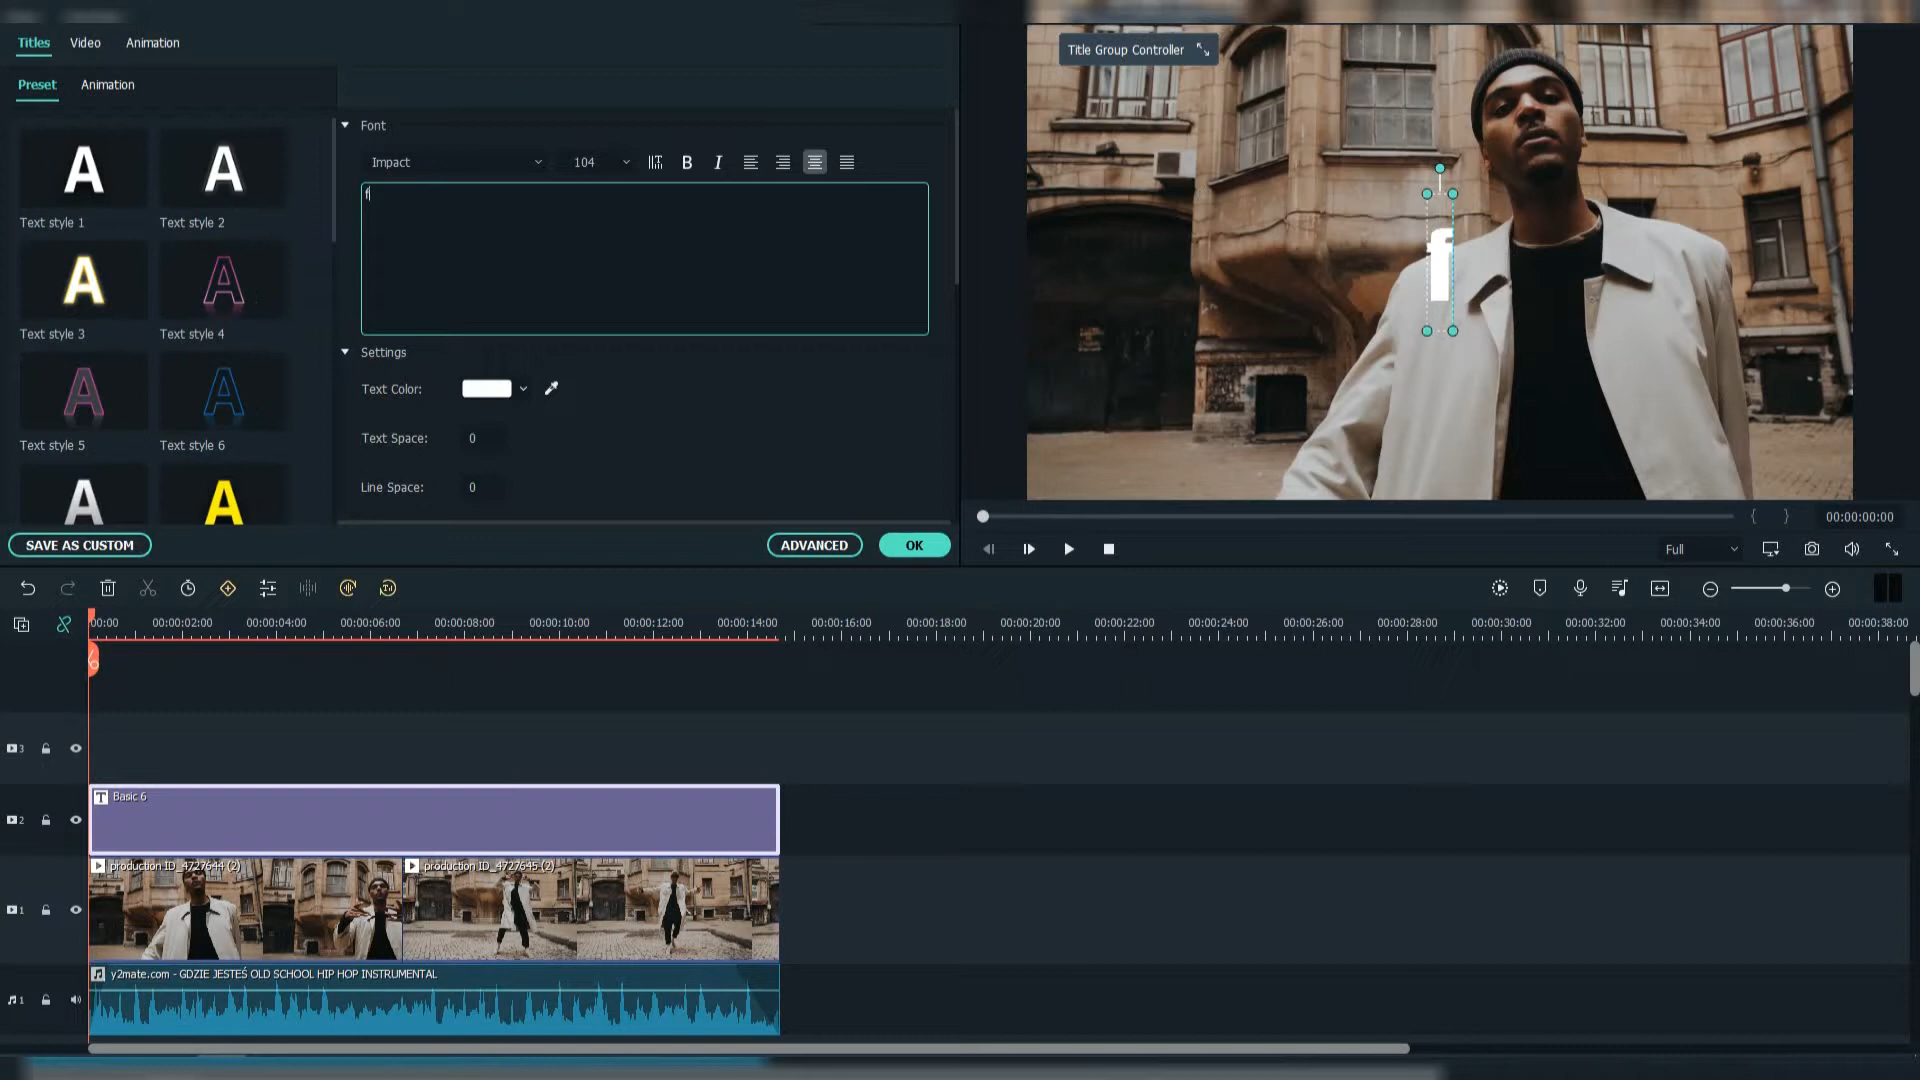 Titles Video Animation
Title Group Controller
Preset Animation
Font
Impact 104 B I
f
A A
Text style 1 Text style 2
A A
Text style 3 Text style 4
A A
Text style 5 Text style 6
A A
f
Settings
Text Color:
Text Space: 0
Line Space: 0
{ } 00:00:00:00
SAVE AS CUSTOM ADVANCED OK
Full
00:00 00:00:02:00 00:00:04:00 00:00:06:00 00:00:08:00 00:00:10:00 00:00:12:00 00:00:14:00 00:00:16:00 00:00:18:00 00:00:20:00 00:00:22:00 00:00:24:00 00:00:26:00 00:00:28:00 00:00:30:00 00:00:32:00 00:00:34:00 00:00:36:00 00:00:38:00
3
T Basic 6
2
production ID_4727644 (2) production ID_4727645 (2)
1
y2mate.com - GDZIE JESTEŚ OLD SCHOOL HIP HOP INSTRUMENTAL
1